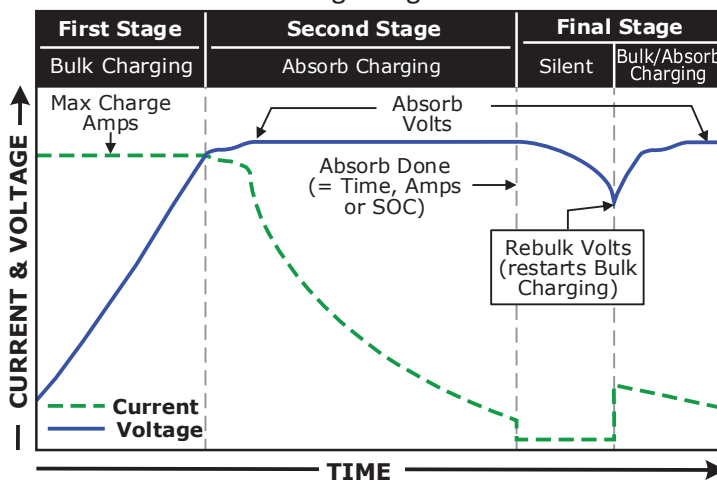 First Stage
Second Stage
Final Stage
Bulk Charging
Absorb Charging
Silent
Bulk/Absorb
Charging
Max Charge
Amps
Absorb
Volts
Absorb Done
(= Time, Amps
or SOC)
Rebulk Volts
(restarts Bulk
Charging)
CURRENT & VOLTAGE
Current
Voltage
TIME